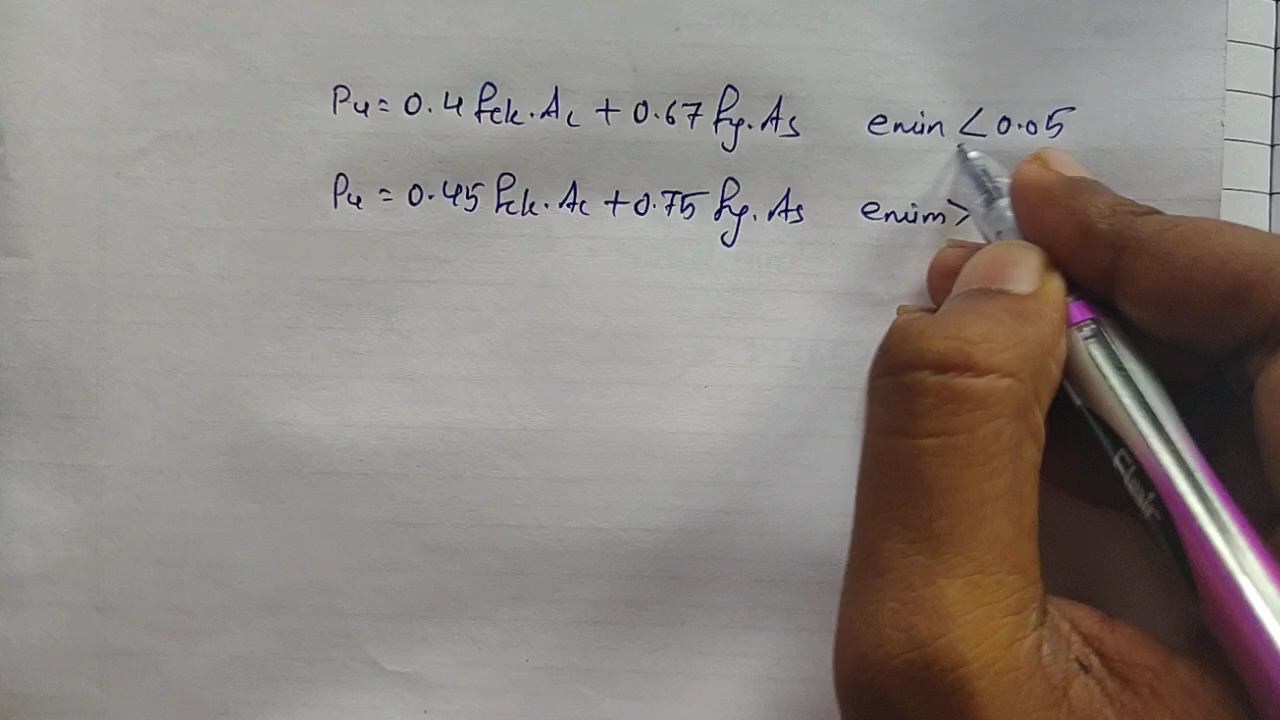 Pu = 0.4 fck. Ac + 0.67 fy. As emin < 0.05
Pu = 0.45 fck. Ac + 0.75 fy. As enim >